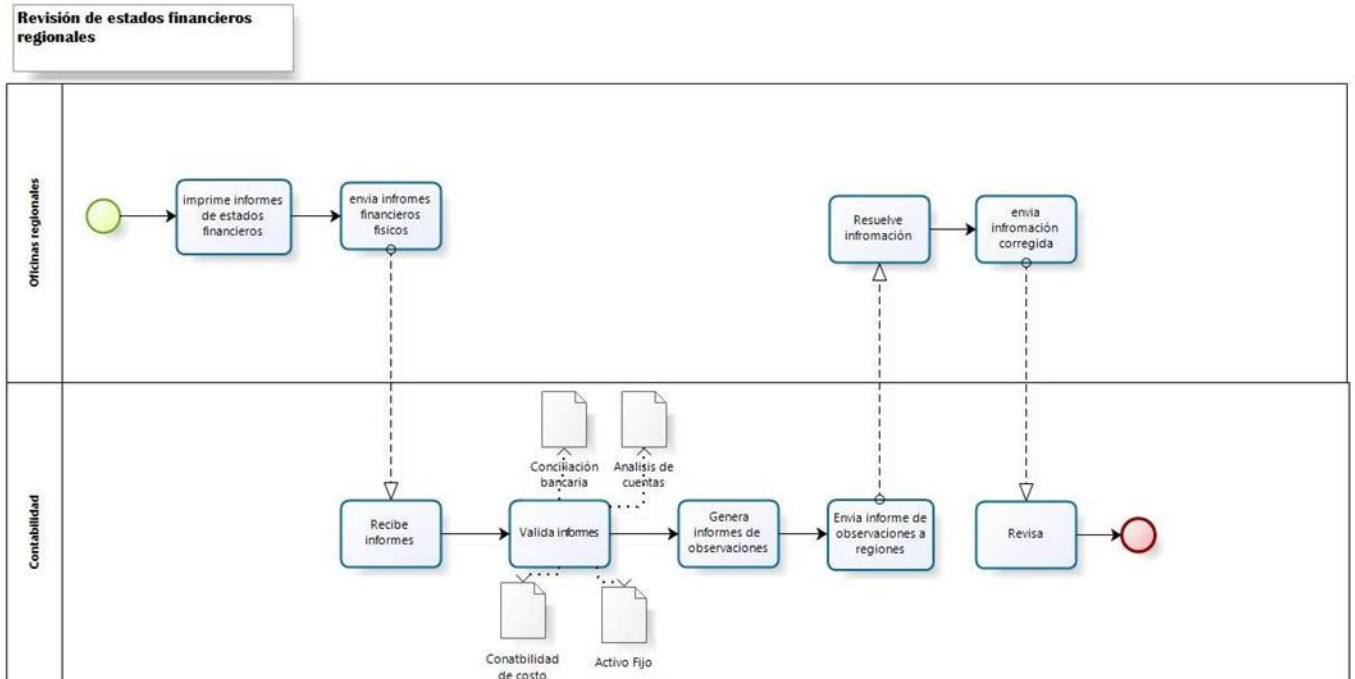 Revisión de estados financieros
regionales
Oficinas regionales
imprime informes
de estados
financieros
envia infromes
financieros
fisicos
Resuelve
infromación
envia
infromación
corregida
Contabilidad
Conciliación
bancaria
Analisis de
cuentas
Recibe
informes
Valida informes
Genera
informes de
observaciones
Envia informe de
observaciones a
regiones
Revisa
Conatbilidad
de costo
Activo Fijo